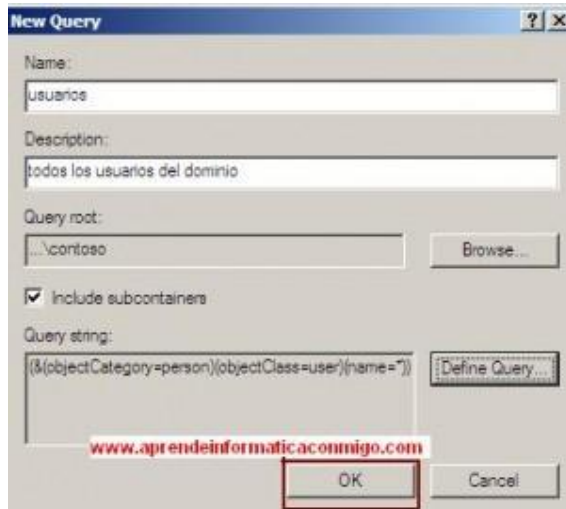 New Query
Name:
usuarios
Description:
todos los usuarios del dominio
Query root:
...\contoso
Browse...
Include subcontainers
Query string:
(&(objectCategory=person)(objectClass=user)(name=*))
Define Query...
www.aprendeinformaticaconmigo.com
OK
Cancel